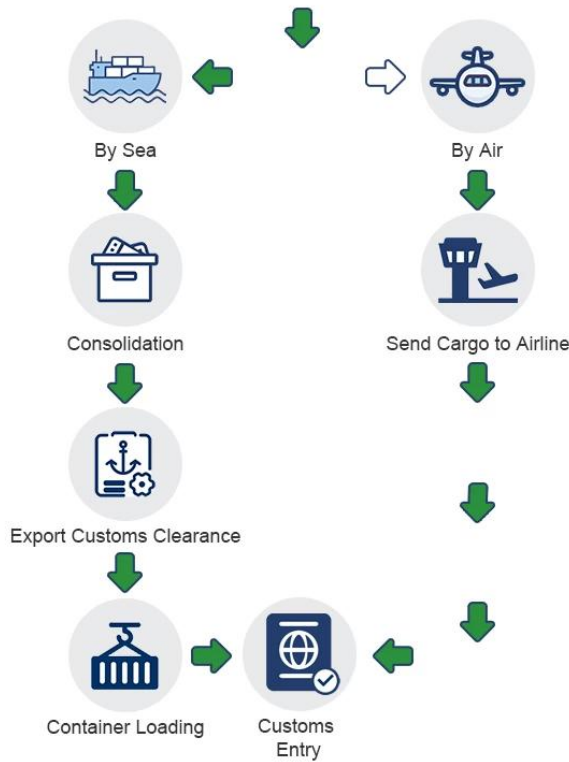 By Sea
By Air
Consolidation
Send Cargo to Airline
Export Customs Clearance
Container Loading
Customs
Entry